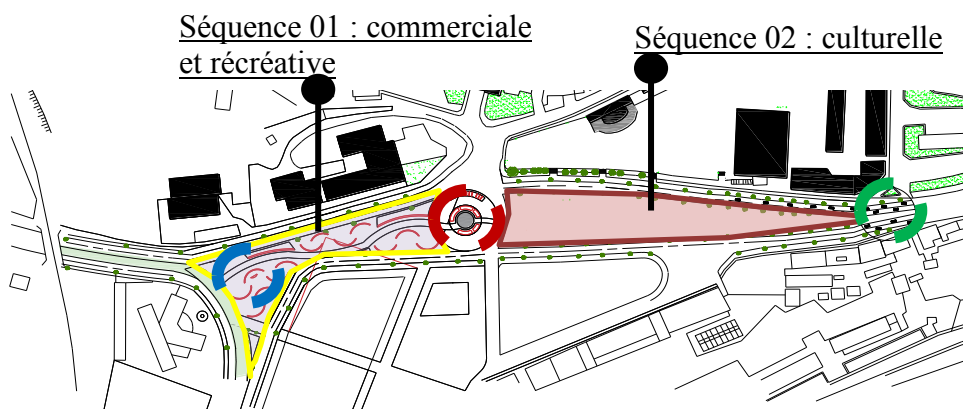 Séquence 01 : commerciale
et récréative
Séquence 02 : culturelle